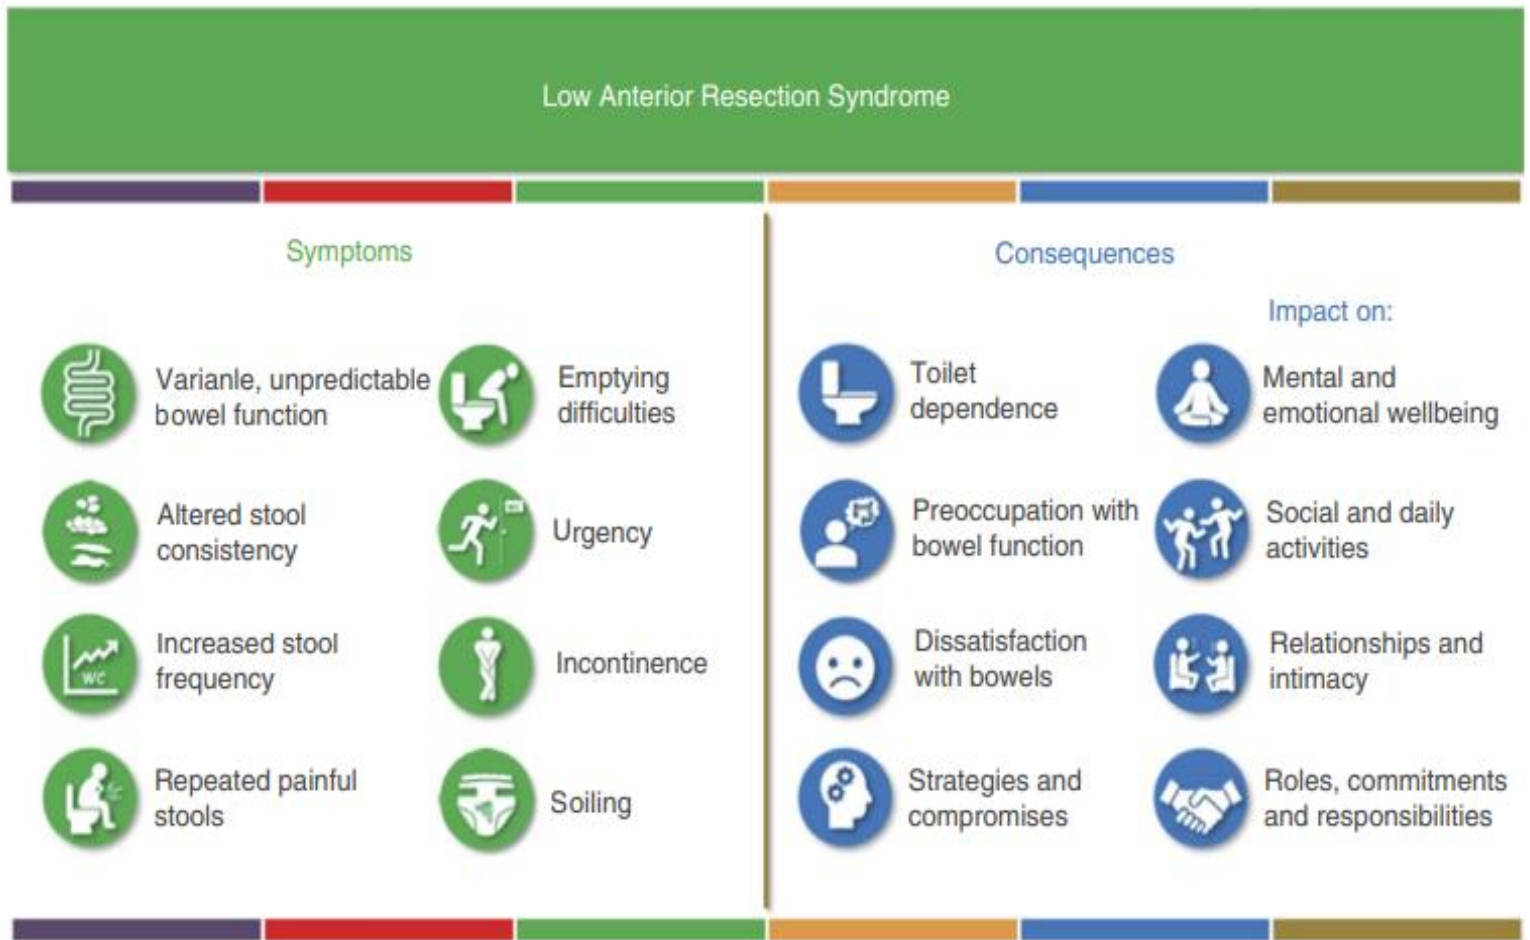 Low Anterior Resection Syndrome
Symptoms
Varianle, unpredictable
bowel function
Emptying
difficulties
Altered stool
consistency
Urgency
Increased stool
frequency
WC
Incontinence
Repeated painful
stools
Soiling
Consequences
Impact on:
Toilet
dependence
Mental and
emotional wellbeing
Preoccupation with
bowel function
Social and daily
activities
Dissatisfaction
with bowels
Relationships and
intimacy
Strategies and
compromises
Roles, commitments
and responsibilities